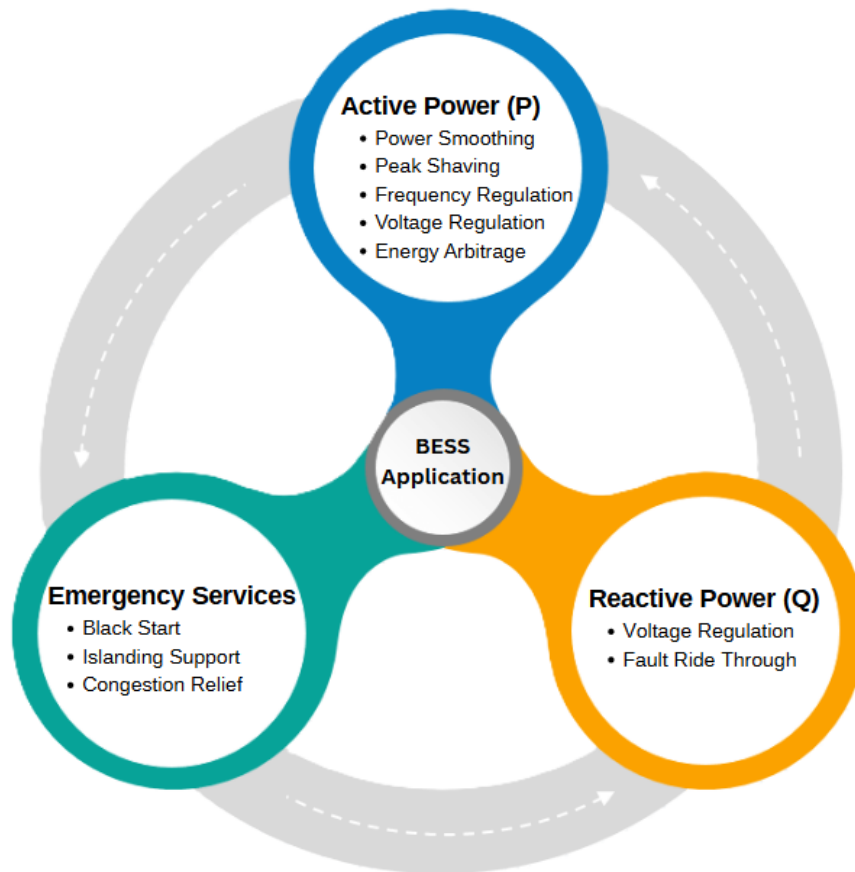 Active Power (P)
• Power Smoothing
• Peak Shaving
• Frequency Regulation
• Voltage Regulation
• Energy Arbitrage
BESS
Application
Emergency Services
• Black Start
• Islanding Support
• Congestion Relief
Reactive Power (Q)
• Voltage Regulation
• Fault Ride Through